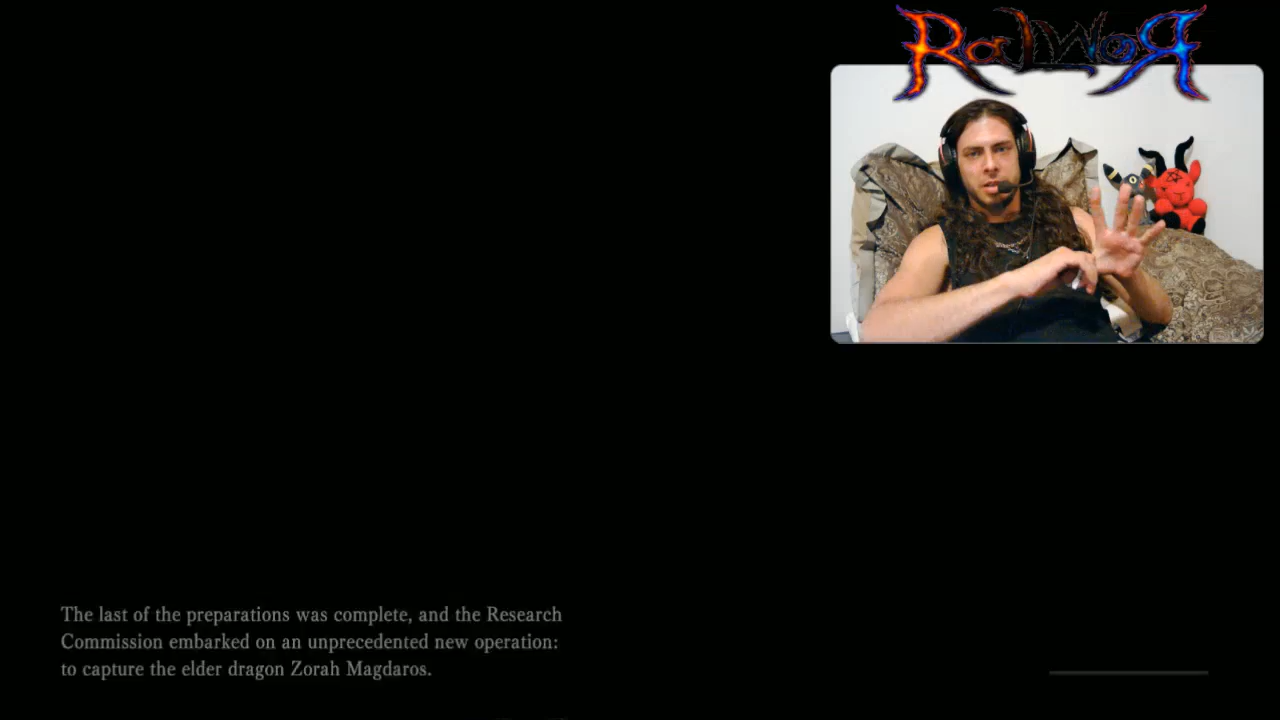 RalWoR
The last of the preparations was complete, and the Research
Commission embarked on an unprecedented new operation:
to capture the elder dragon Zorah Magdaros.